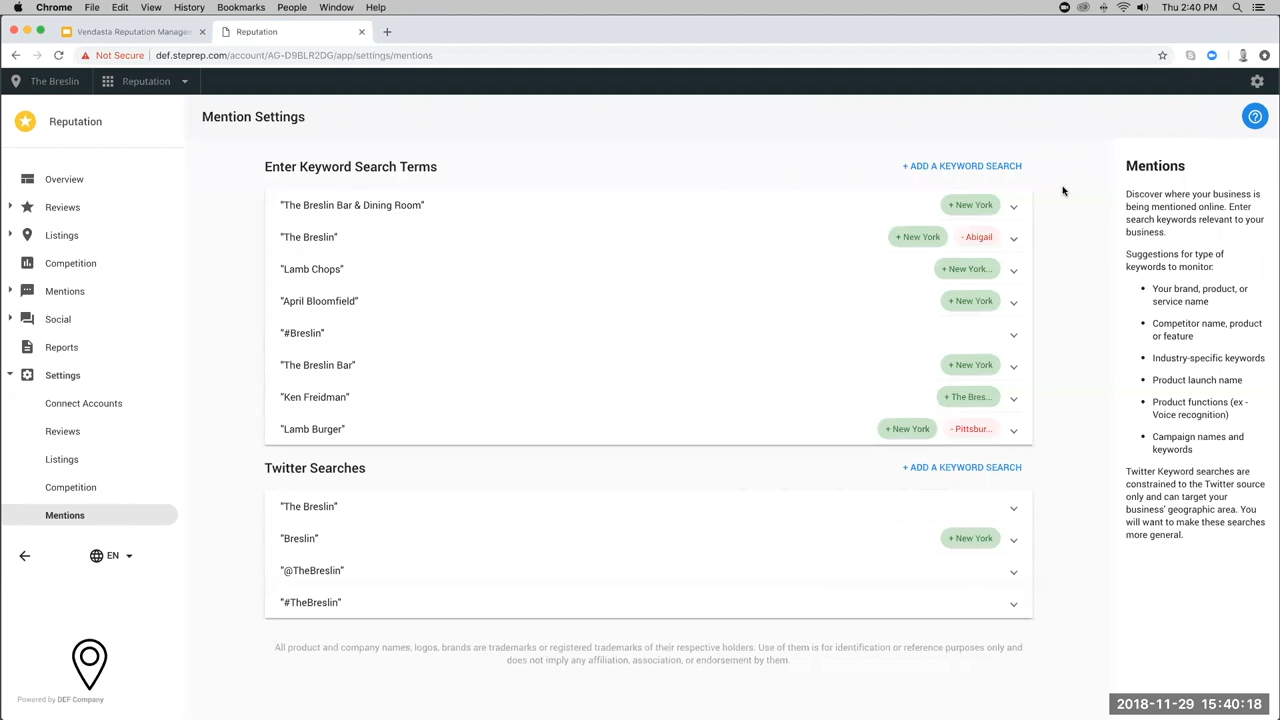 Chrome File Edit View History Bookmarks People Window Help Thu 2:40 PM
Vendasta Reputation Manage
Reputation
Not Secure | def.steprep.com/account/AG-D9BLR2DG/app/settings/mentions
The Breslin
Reputation
Reputation
Overview
Reviews
Listings
Competition
Mentions
Social
Reports
Settings
Connect Accounts
Reviews
Listings
Competition
Mentions
EN
Powered by DEF Company
Mention Settings
Enter Keyword Search Terms
+ ADD A KEYWORD SEARCH
"The Breslin Bar & Dining Room" + New York
"The Breslin" + New York - Abigail
"Lamb Chops" + New York...
"April Bloomfield" + New York
"#Breslin"
"The Breslin Bar" + New York
"Ken Freidman" + The Bres...
"Lamb Burger" + New York - Pittsbur...
Twitter Searches
+ ADD A KEYWORD SEARCH
"The Breslin"
"Breslin" + New York
"@TheBreslin"
"#TheBreslin"
All product and company names, logos, brands are trademarks or registered trademarks of their respective holders. Use of them is for identification or reference purposes only and
does not imply any affiliation, association, or endorsement by them.
Mentions
Discover where your business is
being mentioned online. Enter
search keywords relevant to your
business.
Suggestions for type of
keywords to monitor:
• Your brand, product, or
service name
• Competitor name, product
or feature
• Industry-specific keywords
• Product launch name
• Product functions (ex -
Voice recognition)
• Campaign names and
keywords
Twitter Keyword searches are
constrained to the Twitter source
only and can target your
business' geographic area. You
will want to make these searches
more general.
2018-11-29 15:40:18